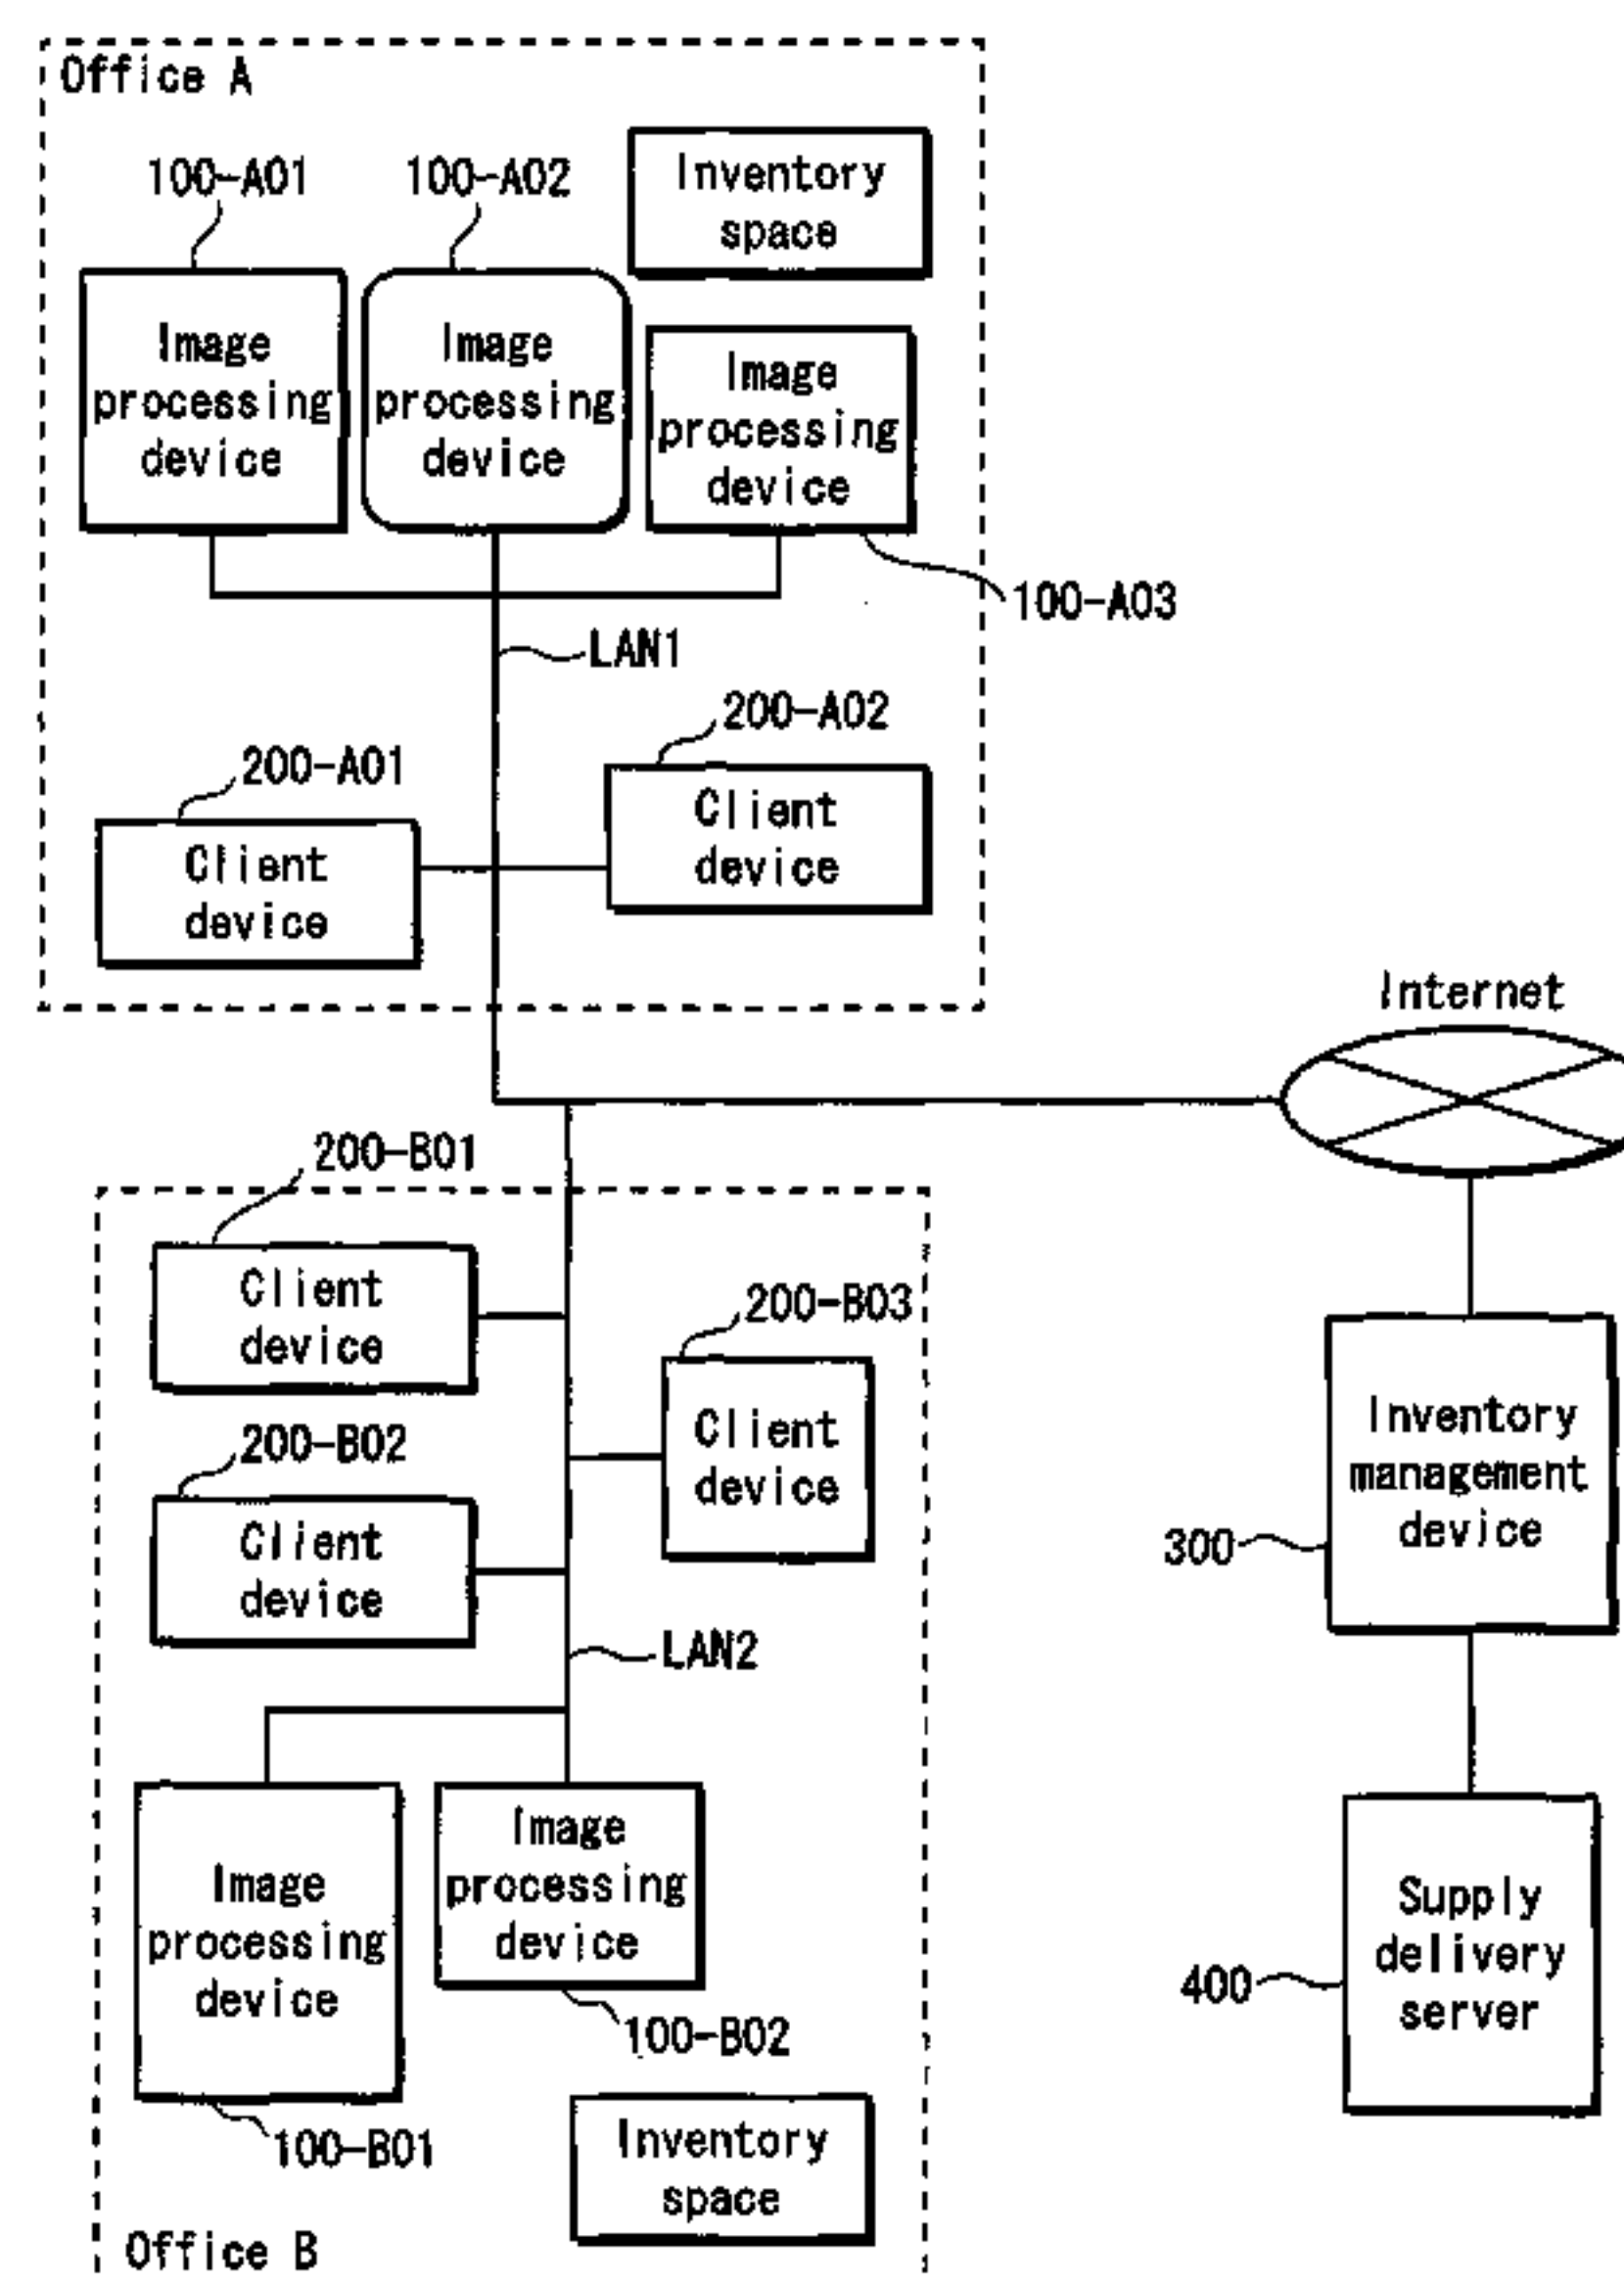 Office A
100-A01
100-A02
Inventory
space
Image
processing
device
Image
processing
device
Image
processing
device
100-A03
LAN1
200-A02
200-A01
Client
device
Client
device
Internet
200-B01
Client
device
200-B03
Client
device
200-B02
Client
device
Inventory
management
device
300
LAN2
Image
processing
device
Image
processing
device
Supply
delivery
server
400
100-B02
100-B01
Inventory
space
Office B